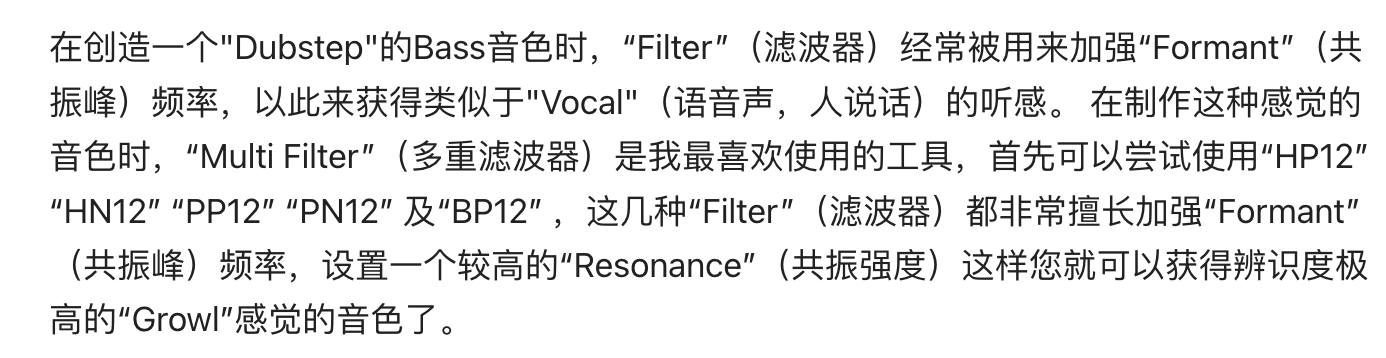 在创造一个"Dubstep"的Bass音色时，“Filter”（滤波器）经常被用来加强“Formant”（共
振峰）频率，以此来获得类似于"Vocal"（语音声，人说话）的听感。 在制作这种感觉的
音色时，“Multi Filter”（多重滤波器）是我最喜欢使用的工具，首先可以尝试使用“HP12”
“HN12” “PP12” “PN12” 及“BP12” ，这几种“Filter”（滤波器）都非常擅长加强“Formant”
（共振峰）频率，设置一个较高的“Resonance”（共振强度）这样您就可以获得辨识度极
高的“Growl”感觉的音色了。